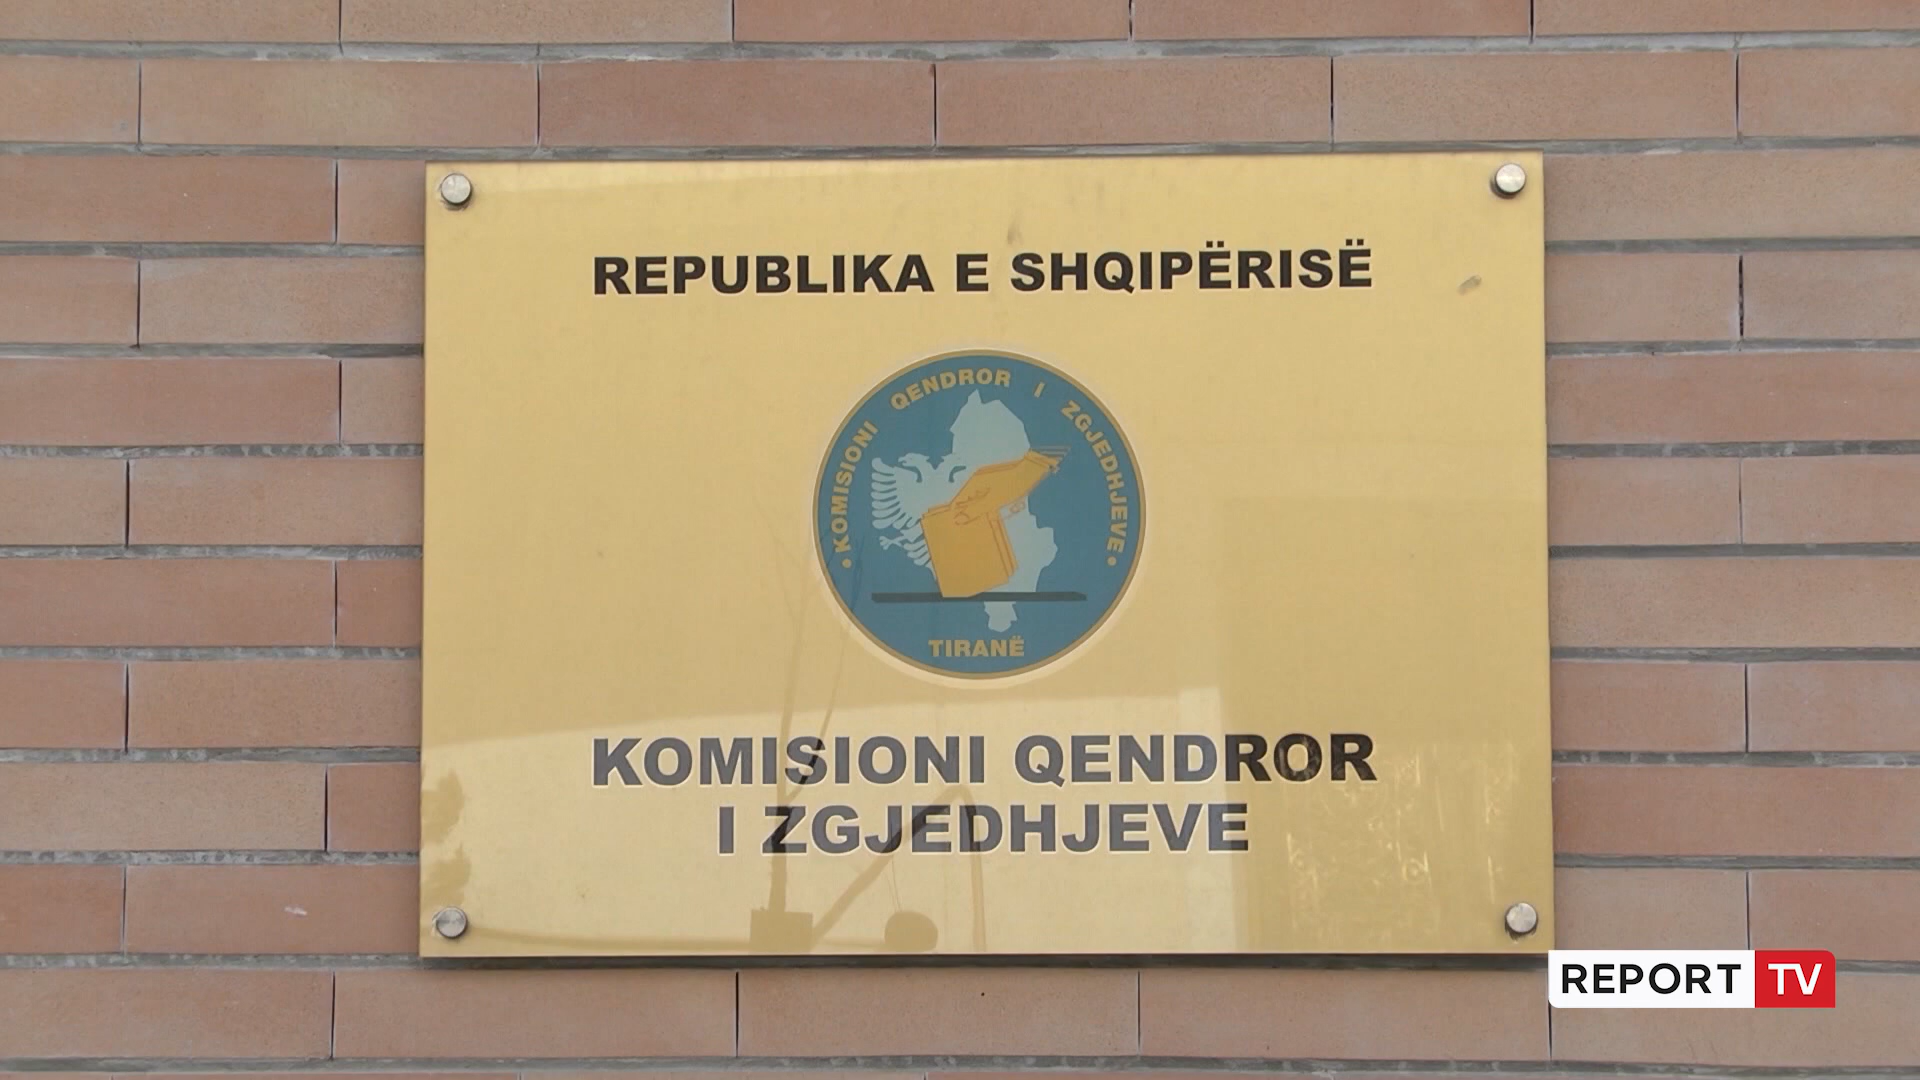 REPUBLIKA E SHQIPËRISË
• KOMISIONI QENDROR I ZGJEDHJEVE •
TIRANË
KOMISIONI QENDROR
I ZGJEDHJEVE
REPORT TV